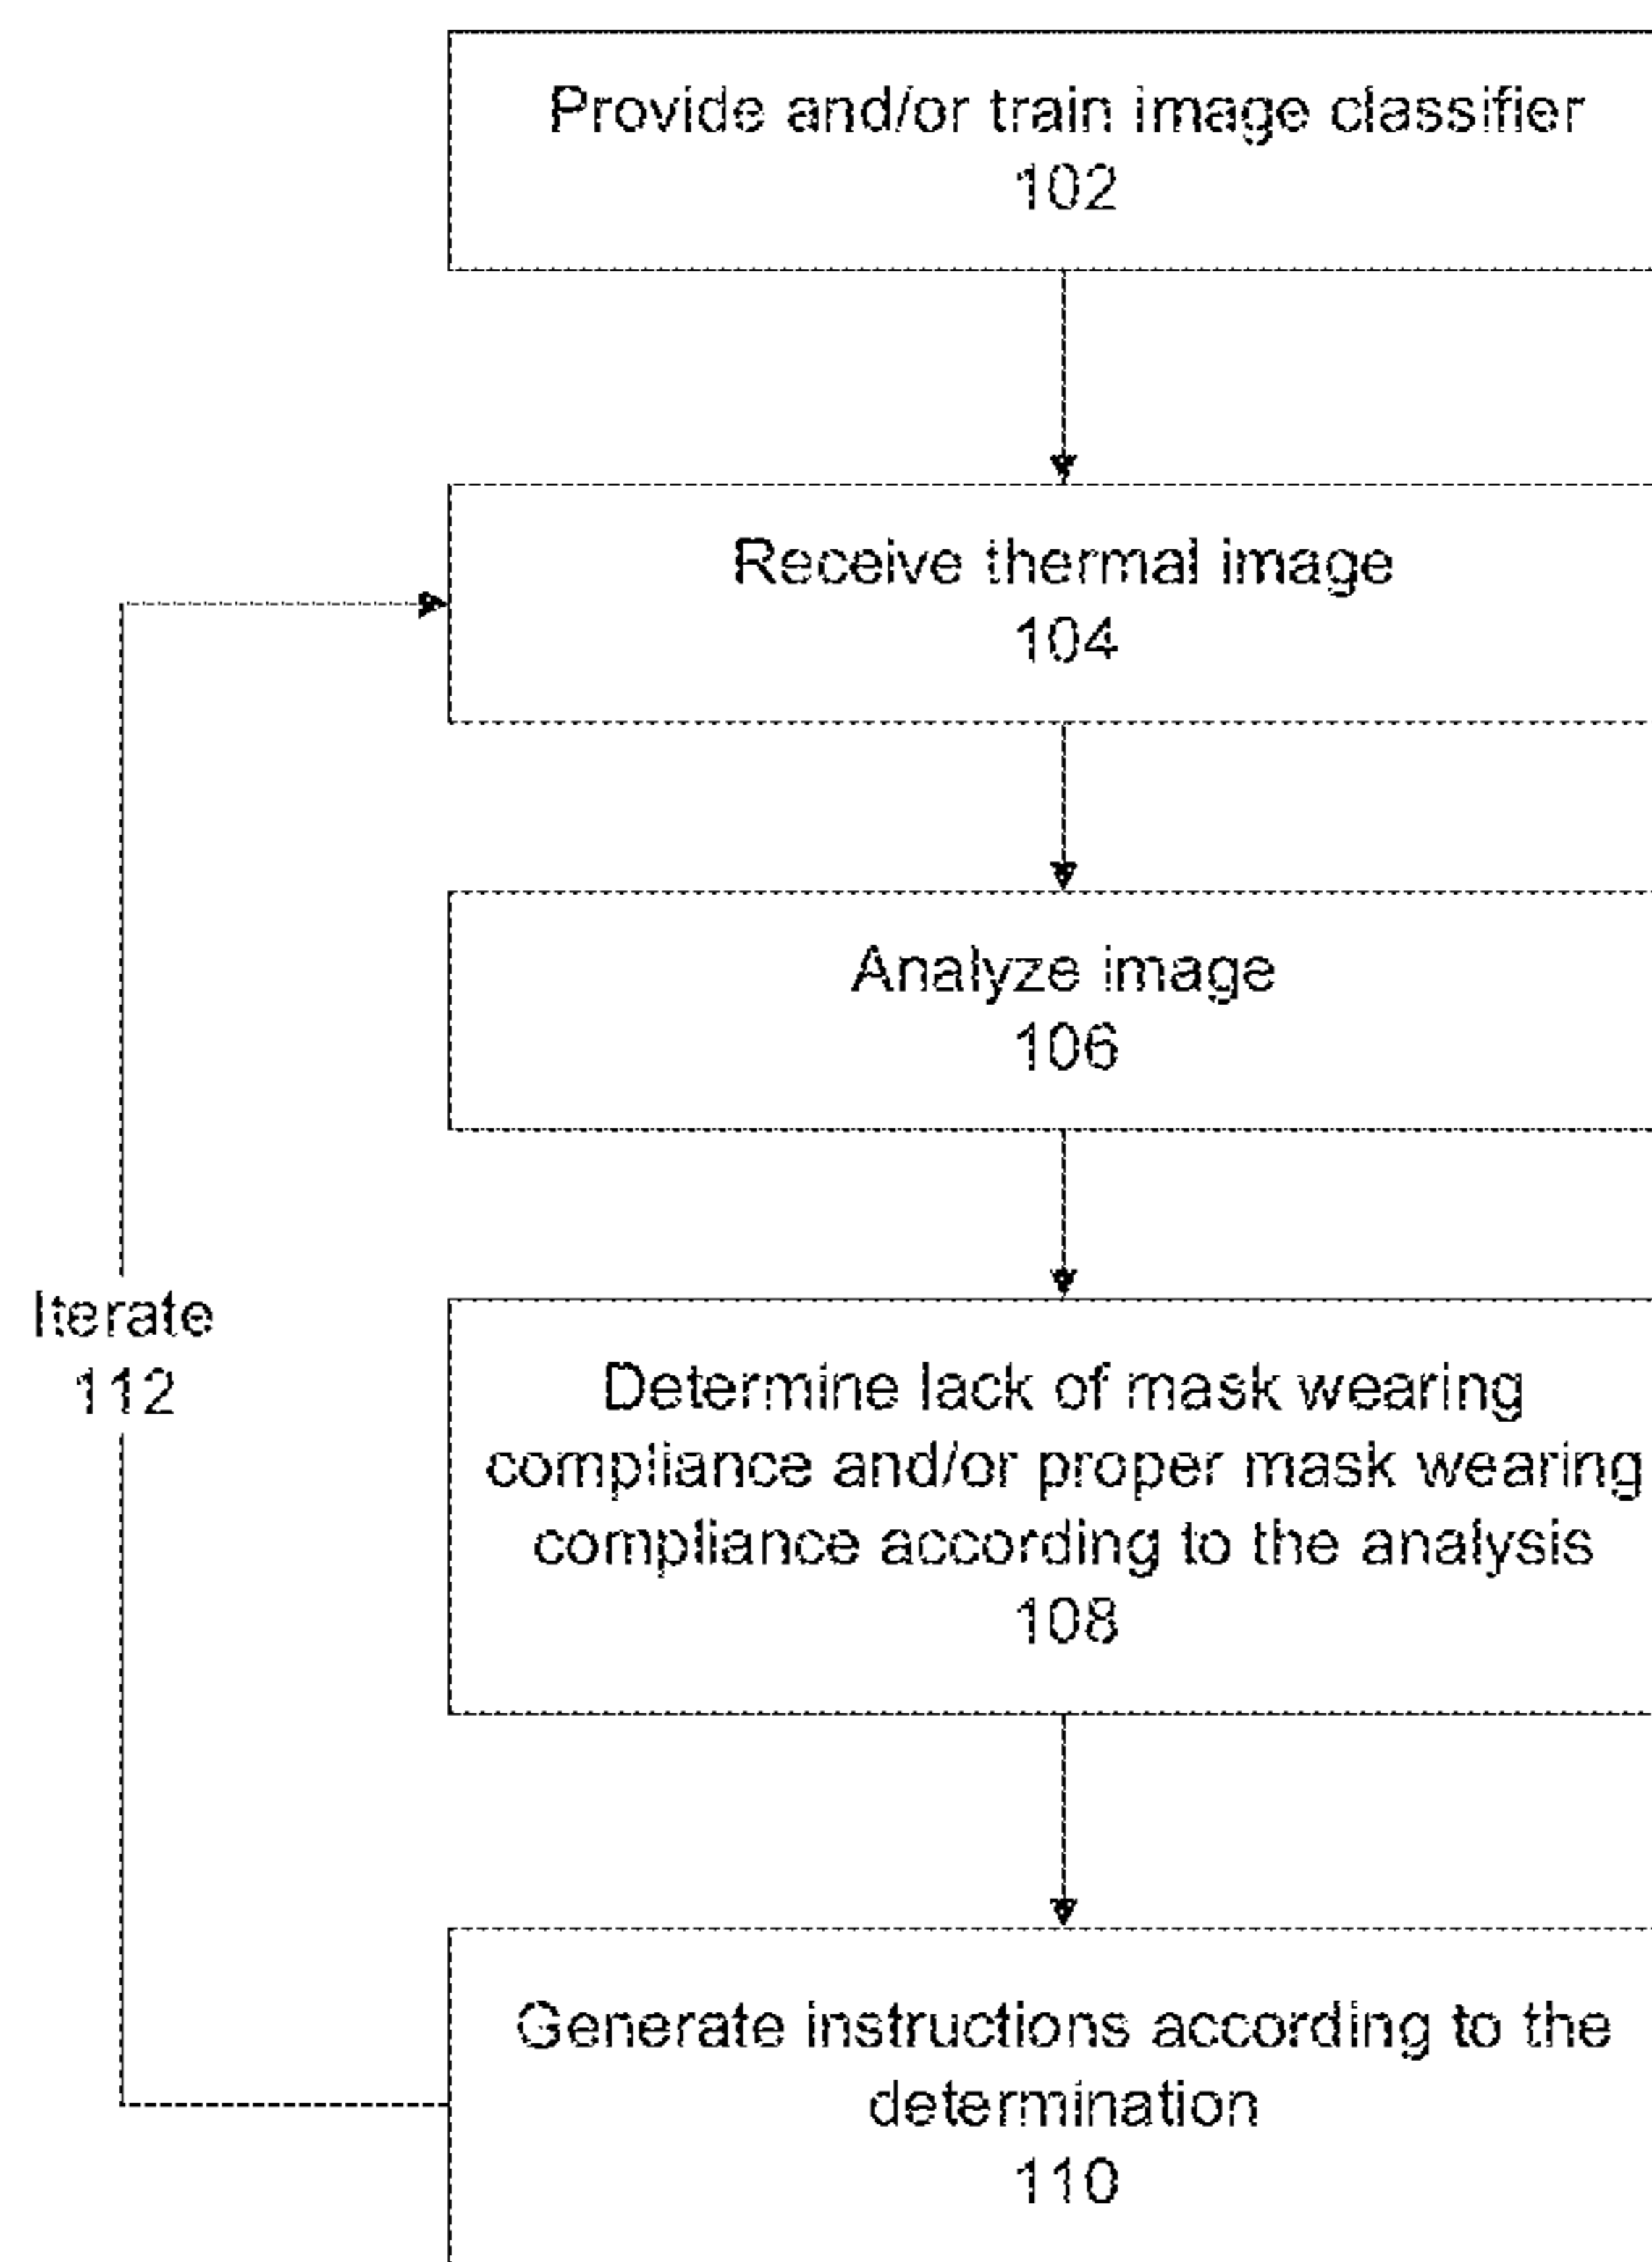 Provide and/or train image classifier
102
Receive thermal image
104
Analyze image
106
Iterate
112
Determine lack of mask wearing
compliance and/or proper mask wearing
compliance according to the analysis
108
Generate instructions according to the
determination
110